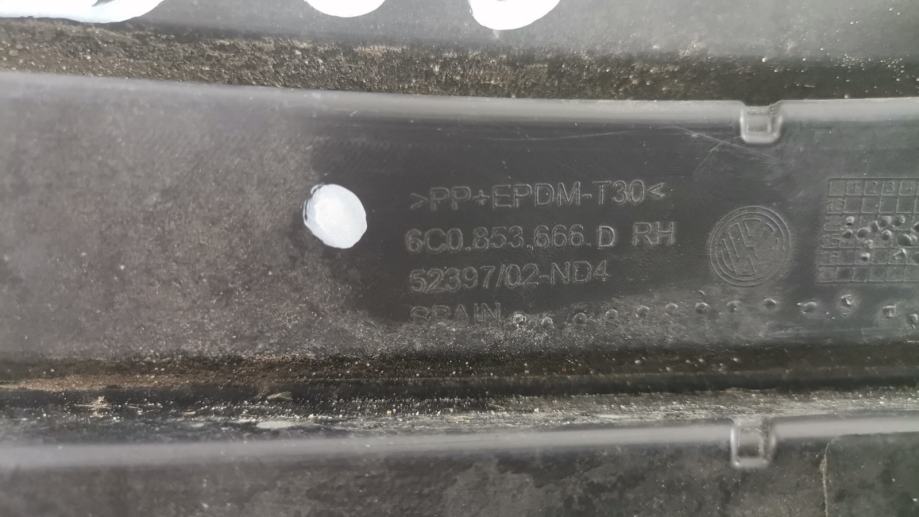 >PP+EPDM-T30<
6C0.853.666.D RH
52397/02-ND4
SPAIN